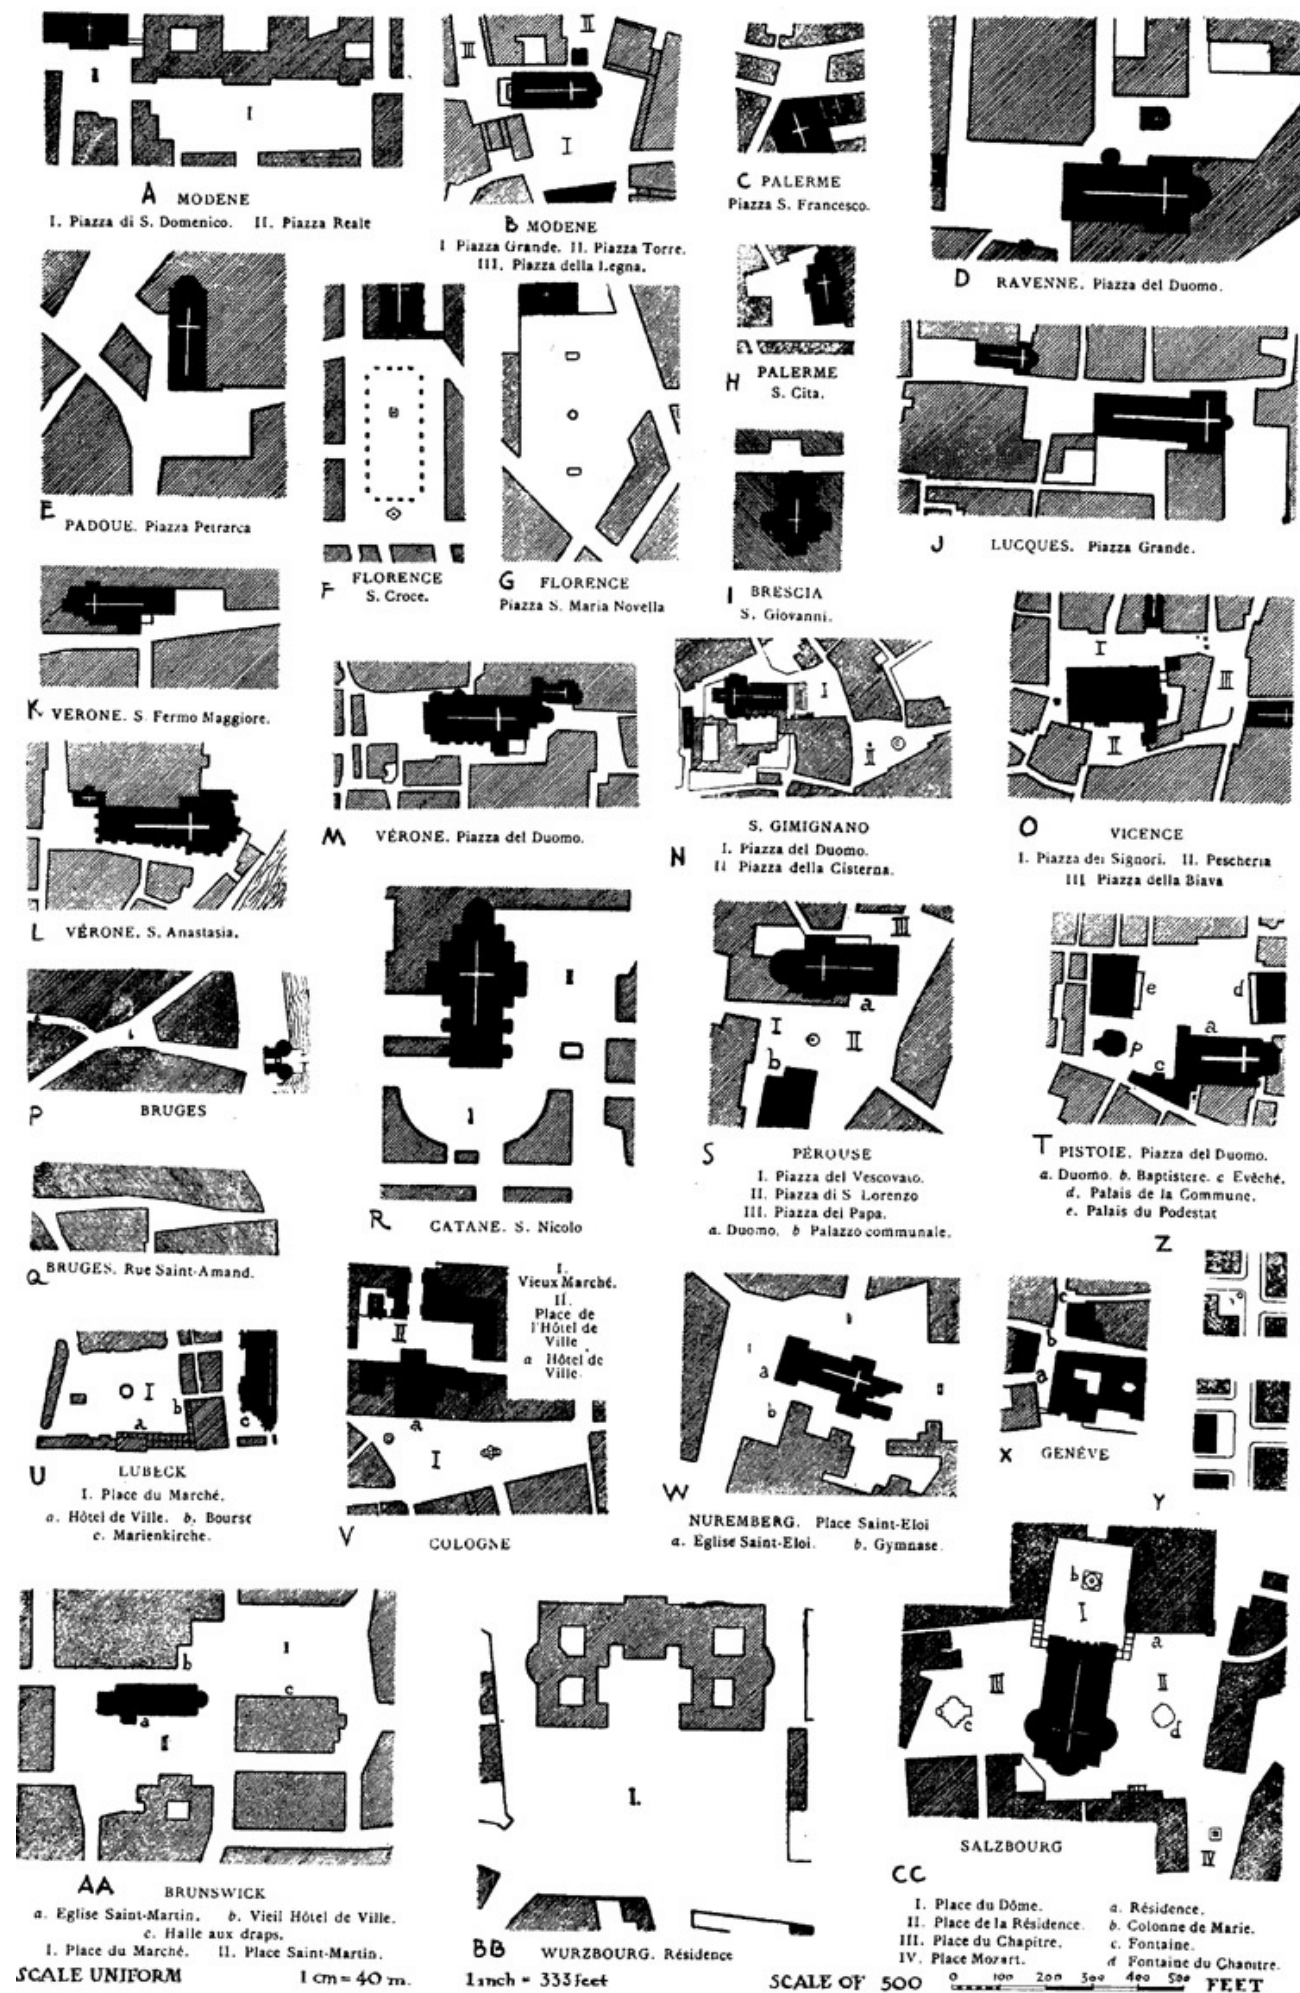 A MODENE
I. Piazza di S. Domenico. II. Piazza Reale
B MODENE
I Piazza Grande. II. Piazza Torre.
III. Piazza della Legna.
C PALERME
Piazza S. Francesco.
D RAVENNE. Piazza del Duomo.
E PADOUE. Piazza Petrarca
F FLORENCE
S. Croce.
G FLORENCE
Piazza S. Maria Novella
H PALERME
S. Cita.
I BRESCIA
S. Giovanni.
J LUCQUES. Piazza Grande.
K VERONE. S. Fermo Maggiore.
L VÉRONE. S. Anastasia.
M VÉRONE. Piazza del Duomo.
N S. GIMIGNANO
I. Piazza del Duomo.
II Piazza della Cisterna.
O VICENCE
I. Piazza dei Signori. II. Pescheria
III Piazza della Biava
P BRUGES
Q BRUGES. Rue Saint-Amand.
R CATANE. S. Nicolo
S PÉROUSE
I. Piazza del Vescovato.
II. Piazza di S Lorenzo
III. Piazza del Papa.
a. Duomo. b Palazzo communale.
T PISTOIE. Piazza del Duomo.
a. Duomo. b. Baptistere. c Evêché.
d. Palais de la Commune.
e. Palais du Podestat
U LUBECK
I. Place du Marché.
a. Hôtel de Ville. b. Bourse
c. Marienkirche.
I.
Vieux Marché.
II.
Place de
l'Hôtel de
Ville
a Hôtel de
Ville.
V COLOGNE
W NUREMBERG. Place Saint-Eloi
a. Eglise Saint-Eloi. b. Gymnase.
X GENÉVE
Y
Z
AA BRUNSWICK
a. Eglise Saint-Martin. b. Vieil Hôtel de Ville.
c. Halle aux draps.
I. Place du Marché. II. Place Saint-Martin.
BB WURZBOURG. Résidence
CC SALZBOURG
I. Place du Dôme. a. Résidence.
II. Place de la Résidence. b. Colonne de Marie.
III. Place du Chapitre. c. Fontaine.
IV. Place Mozart. d Fontaine du Chapitre.
SCALE UNIFORM 1 cm = 40 m. 1 inch = 333 feet SCALE OF 500 0 100 200 300 400 500 FEET